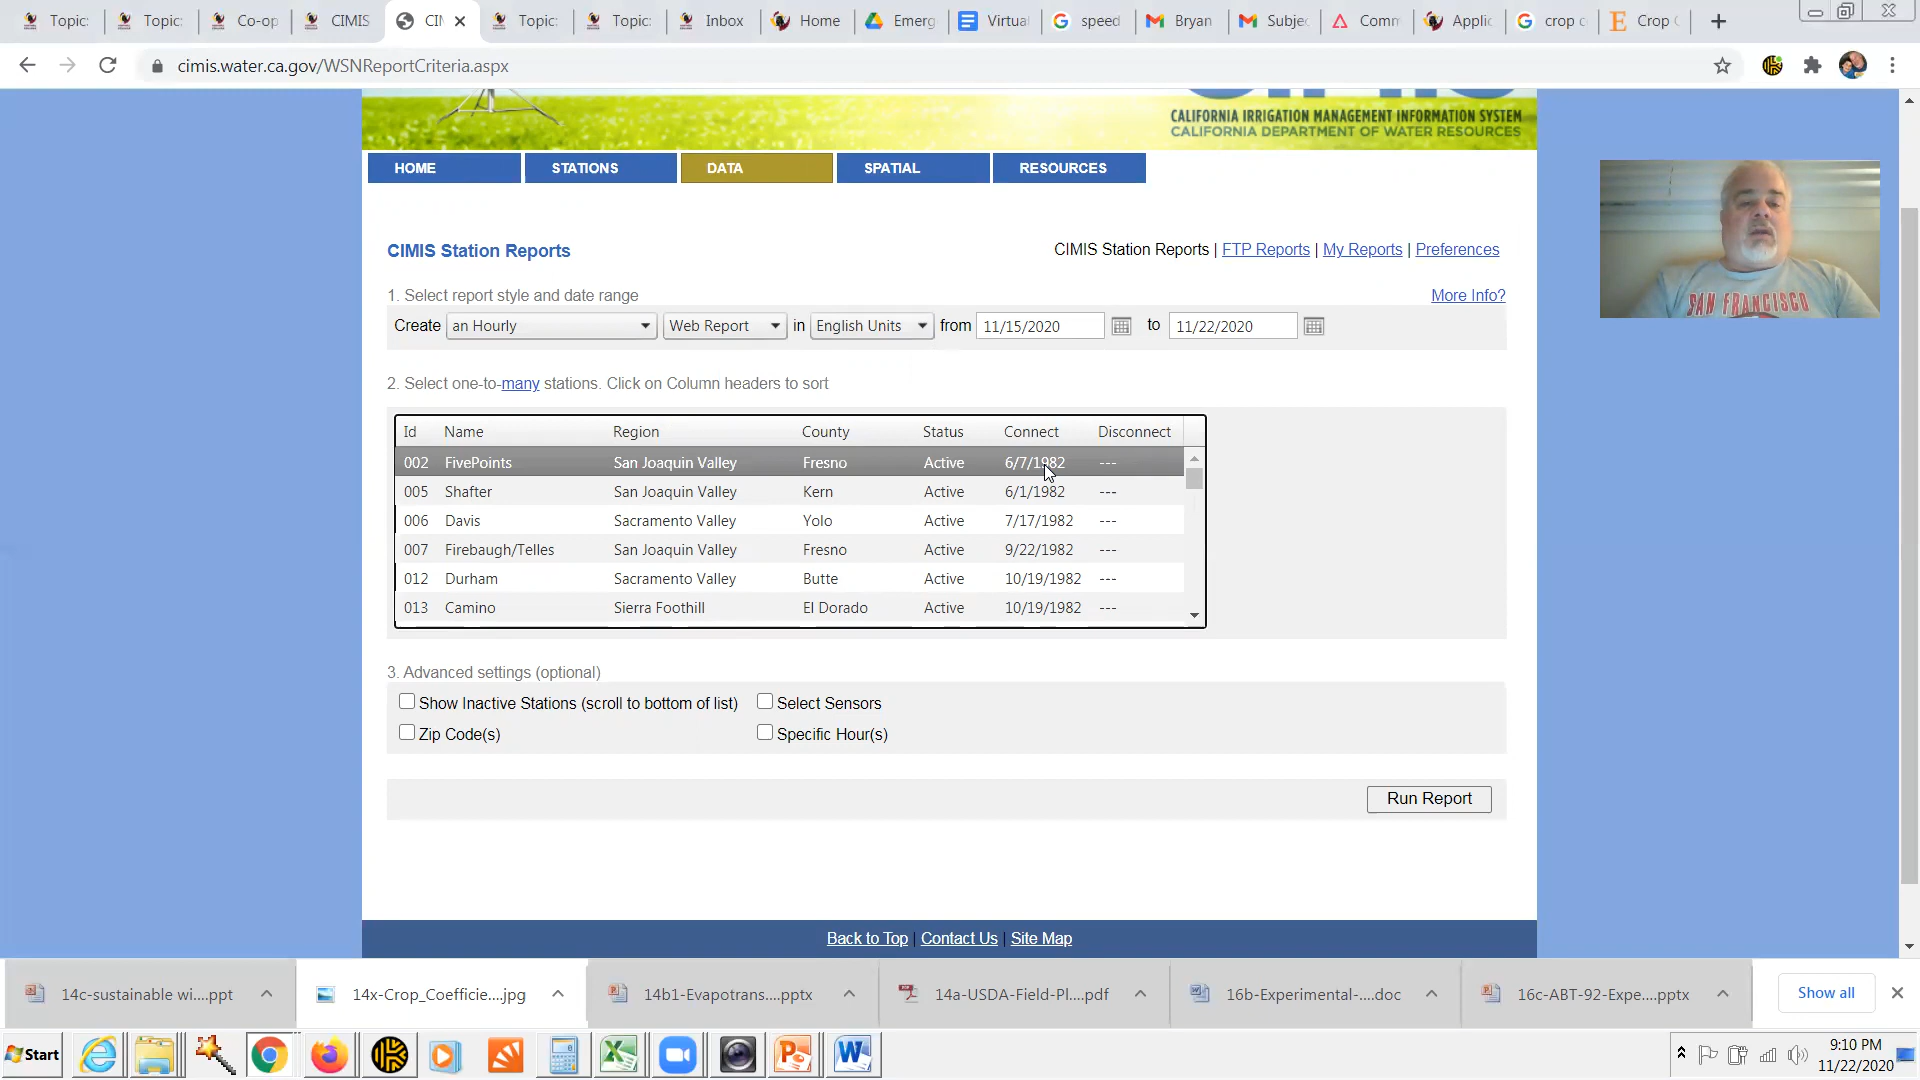 Topic: Topic: Co-op CIMIS CIM Topic: Topic: Inbox Home Emerg Virtual speed Bryan Subjec Comm Applic crop c Crop C
cimis.water.ca.gov/WSNReportCriteria.aspx
CALIFORNIA IRRIGATION MANAGEMENT INFORMATION SYSTEM
CALIFORNIA DEPARTMENT OF WATER RESOURCES
HOME STATIONS DATA SPATIAL RESOURCES
CIMIS Station Reports CIMIS Station Reports | FTP Reports | My Reports | Preferences
1. Select report style and date range More Info?
Create an Hourly Web Report in English Units from 11/15/2020 to 11/22/2020
2. Select one-to-many stations. Click on Column headers to sort
Id Name Region County Status Connect Disconnect
002 FivePoints San Joaquin Valley Fresno Active 6/7/1982 ---
005 Shafter San Joaquin Valley Kern Active 6/1/1982 ---
006 Davis Sacramento Valley Yolo Active 7/17/1982 ---
007 Firebaugh/Telles San Joaquin Valley Fresno Active 9/22/1982 ---
012 Durham Sacramento Valley Butte Active 10/19/1982 ---
013 Camino Sierra Foothill El Dorado Active 10/19/1982 ---
3. Advanced settings (optional)
Show Inactive Stations (scroll to bottom of list) Select Sensors
Zip Code(s) Specific Hour(s)
Run Report
Back to Top | Contact Us | Site Map
SAN FRANCISCO
14c-sustainable wi....ppt 14x-Crop_Coefficie....jpg 14b1-Evapotrans....pptx 14a-USDA-Field-Pl....pdf 16b-Experimental-....doc 16c-ABT-92-Expe....pptx Show all
Start
9:10 PM
11/22/2020